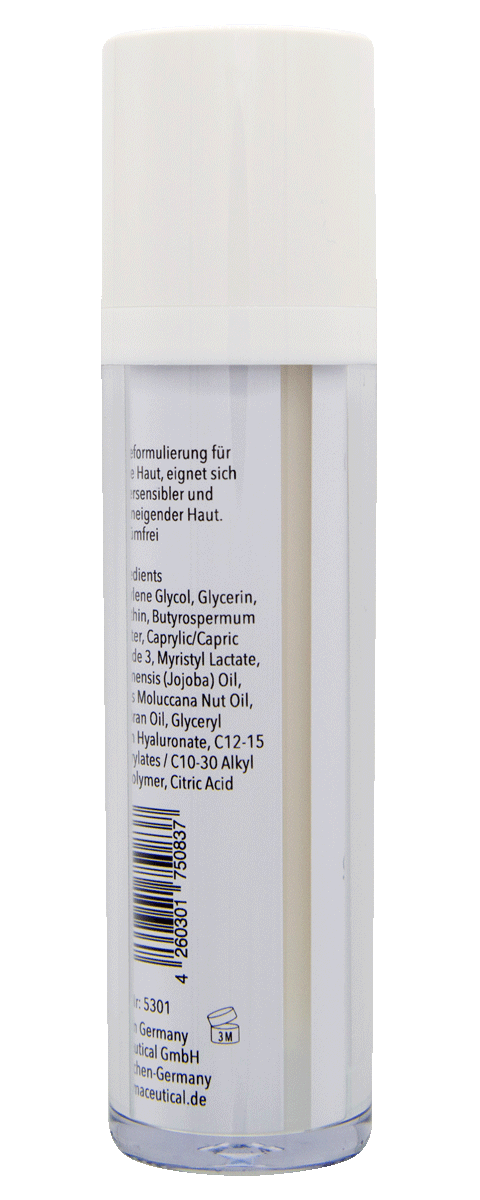 eformulierung für
e Haut, eignet sich
ersensibler und
neigender Haut.
ümfrei
edients
lene Glycol, Glycerin,
thin, Butyrospermum
ter, Caprylic/Capric
de 3, Myristyl Lactate,
nensis (Jojoba) Oil,
s Moluccana Nut Oil,
ran Oil, Glyceryl
n Hyaluronate, C12-15
rylates / C10-30 Alkyl
olymer, Citric Acid
4 260301 750837
r: 5301
3M
n Germany
utical GmbH
chen-Germany
maceutical.de